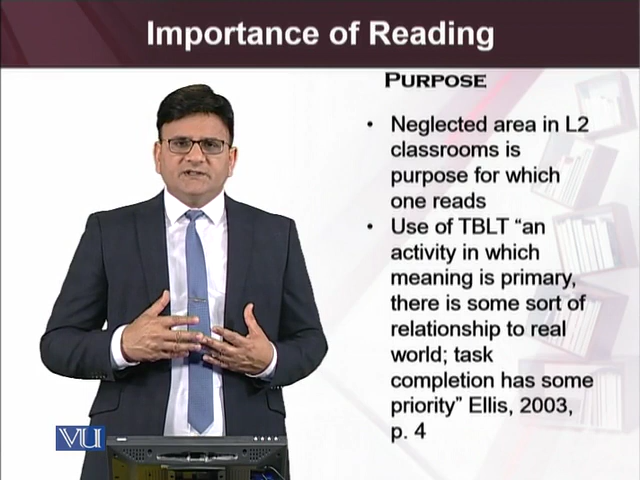 Importance of Reading
PURPOSE
• Neglected area in L2
classrooms is
purpose for which
one reads
• Use of TBLT “an
activity in which
meaning is primary,
there is some sort of
relationship to real
world; task
completion has some
priority” Ellis, 2003,
p. 4
VU